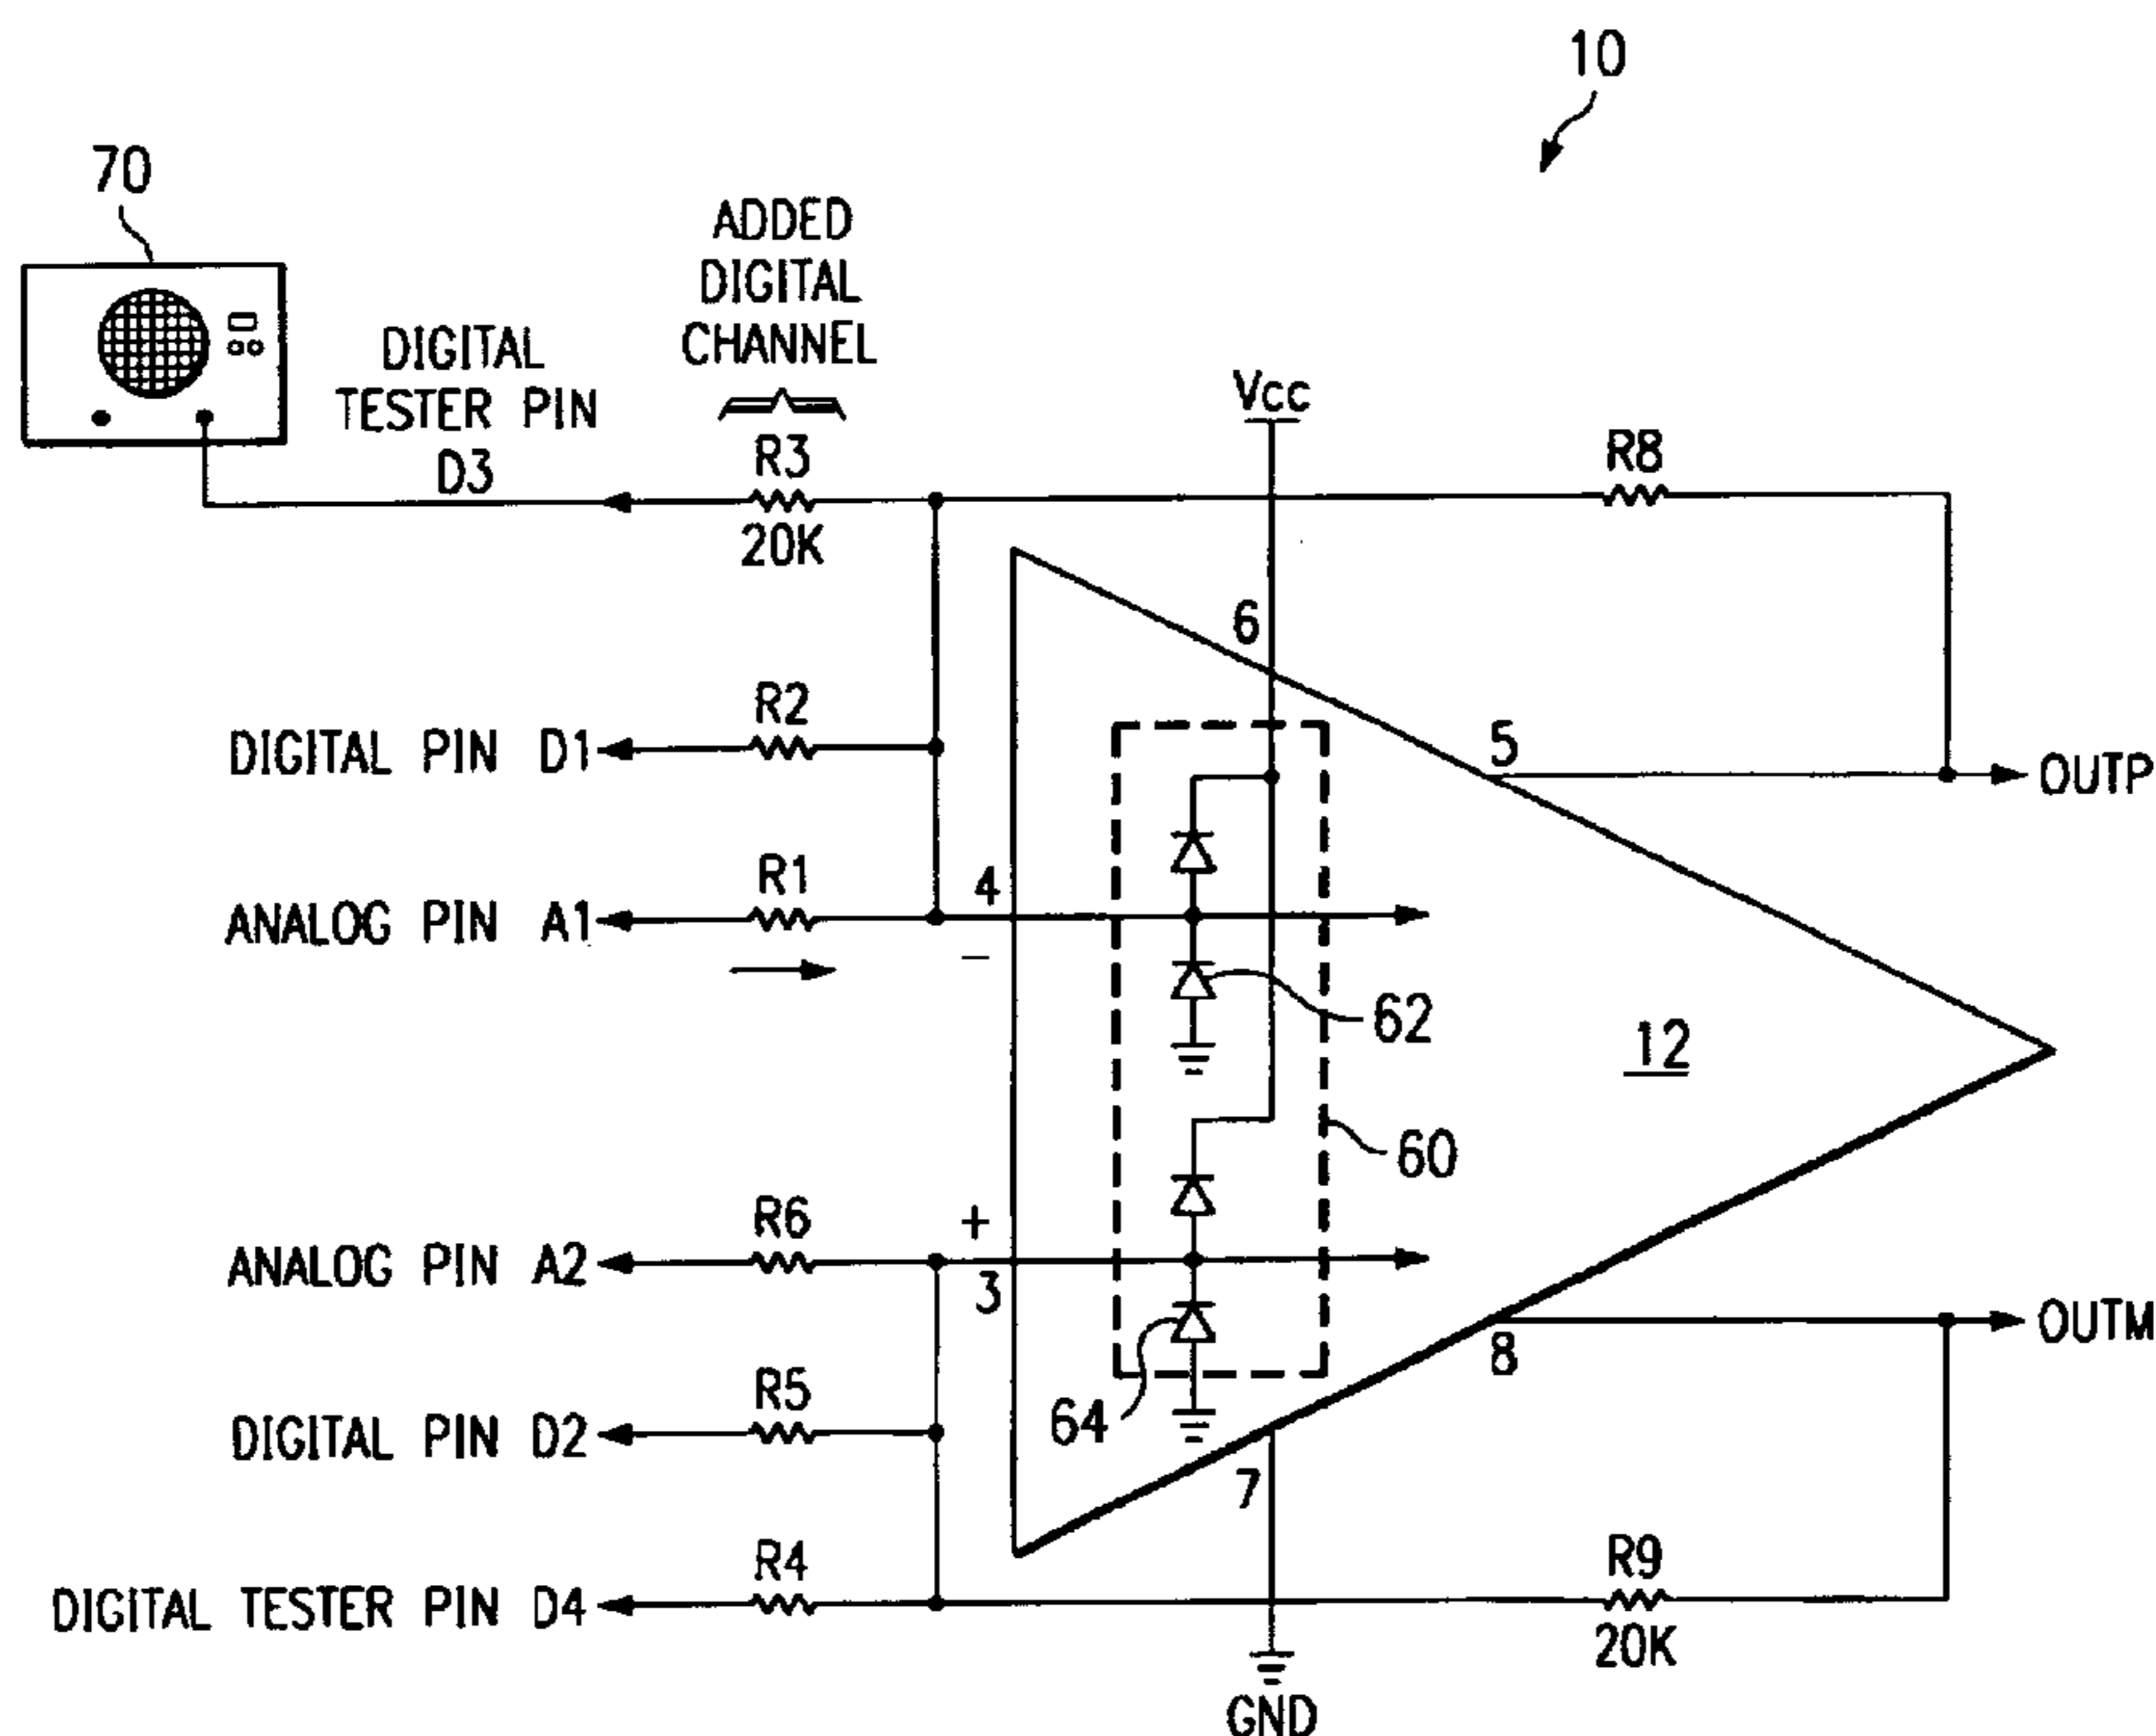 10
70
ADDED
DIGITAL
CHANNEL
DIGITAL
TESTER PIN
D3
R3
20K
VCC
R8
6
R2
DIGITAL PIN D1
5
OUTP
R1
4
ANALOG PIN A1
−
62
12
60
R6
+
ANALOG PIN A2
3
OUTM
8
R5
64
DIGITAL PIN D2
7
R4
R9
DIGITAL TESTER PIN D4
20K
GND